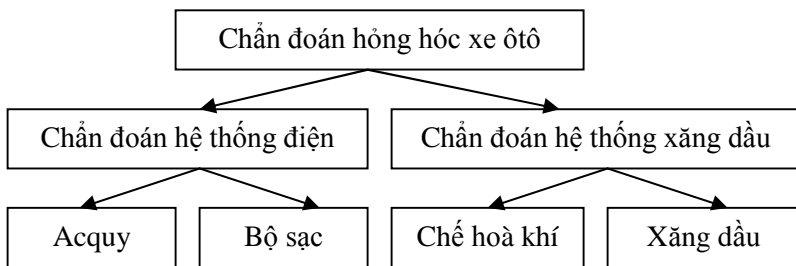 Chẩn đoán hỏng hóc xe ôtô
Chẩn đoán hệ thống điện
Chẩn đoán hệ thống xăng dầu
Acquy
Bộ sạc
Chế hoà khí
Xăng dầu